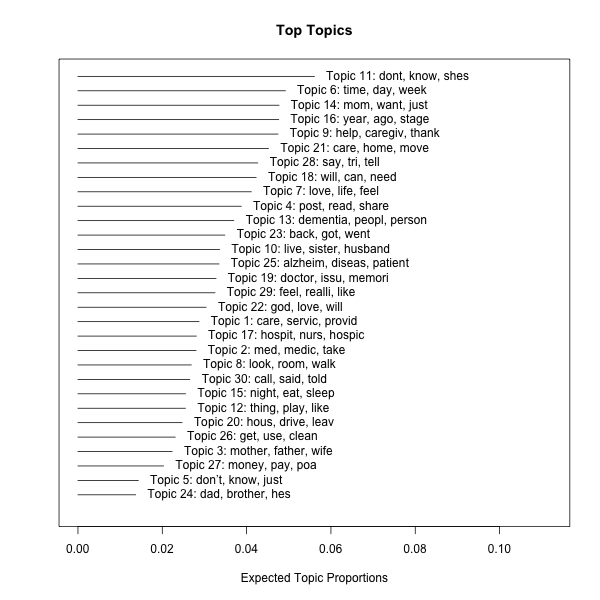 Top Topics
Topic 11: dont, know, shes
Topic 6: time, day, week
Topic 14: mom, want, just
Topic 16: year, ago, stage
Topic 9: help, caregiv, thank
Topic 21: care, home, move
Topic 28: say, tri, tell
Topic 18: will, can, need
Topic 7: love, life, feel
Topic 4: post, read, share
Topic 13: dementia, peopl, person
Topic 23: back, got, went
Topic 10: live, sister, husband
Topic 25: alzheim, diseas, patient
Topic 19: doctor, issu, memori
Topic 29: feel, realli, like
Topic 22: god, love, will
Topic 1: care, servic, provid
Topic 17: hospit, nurs, hospic
Topic 2: med, medic, take
Topic 8: look, room, walk
Topic 30: call, said, told
Topic 15: night, eat, sleep
Topic 12: thing, play, like
Topic 20: hous, drive, leav
Topic 26: get, use, clean
Topic 3: mother, father, wife
Topic 27: money, pay, poa
Topic 5: don’t, know, just
Topic 24: dad, brother, hes
0.00 0.02 0.04 0.06 0.08 0.10
Expected Topic Proportions